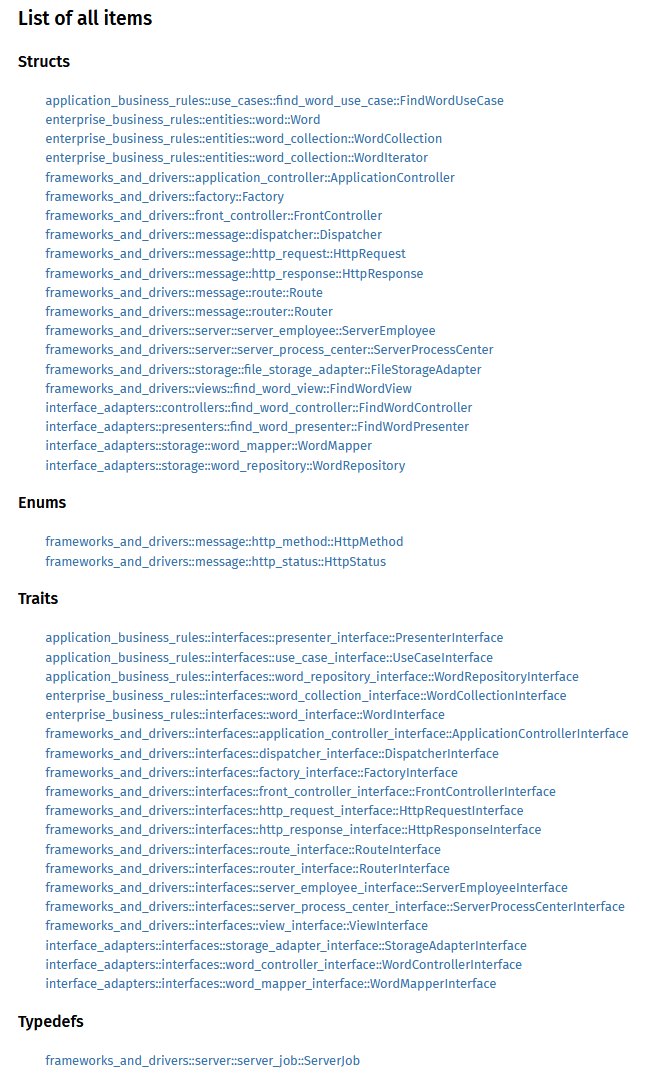 List of all items
Structs
application_business_rules::use_cases::find_word_use_case::FindWordUseCase
enterprise_business_rules::entities::word::Word
enterprise_business_rules::entities::word_collection::WordCollection
enterprise_business_rules::entities::word_collection::WordIterator
frameworks_and_drivers::application_controller::ApplicationController
frameworks_and_drivers::factory::Factory
frameworks_and_drivers::front_controller::FrontController
frameworks_and_drivers::message::dispatcher::Dispatcher
frameworks_and_drivers::message::http_request::HttpRequest
frameworks_and_drivers::message::http_response::HttpResponse
frameworks_and_drivers::message::route::Route
frameworks_and_drivers::message::router::Router
frameworks_and_drivers::server::server_employee::ServerEmployee
frameworks_and_drivers::server::server_process_center::ServerProcessCenter
frameworks_and_drivers::storage::file_storage_adapter::FileStorageAdapter
frameworks_and_drivers::views::find_word_view::FindWordView
interface_adapters::controllers::find_word_controller::FindWordController
interface_adapters::presenters::find_word_presenter::FindWordPresenter
interface_adapters::storage::word_mapper::WordMapper
interface_adapters::storage::word_repository::WordRepository
Enums
frameworks_and_drivers::message::http_method::HttpMethod
frameworks_and_drivers::message::http_status::HttpStatus
Traits
application_business_rules::interfaces::presenter_interface::PresenterInterface
application_business_rules::interfaces::use_case_interface::UseCaseInterface
application_business_rules::interfaces::word_repository_interface::WordRepositoryInterface
enterprise_business_rules::interfaces::word_collection_interface::WordCollectionInterface
enterprise_business_rules::interfaces::word_interface::WordInterface
frameworks_and_drivers::interfaces::application_controller_interface::ApplicationControllerInterface
frameworks_and_drivers::interfaces::dispatcher_interface::DispatcherInterface
frameworks_and_drivers::interfaces::factory_interface::FactoryInterface
frameworks_and_drivers::interfaces::front_controller_interface::FrontControllerInterface
frameworks_and_drivers::interfaces::http_request_interface::HttpRequestInterface
frameworks_and_drivers::interfaces::http_response_interface::HttpResponseInterface
frameworks_and_drivers::interfaces::route_interface::RouteInterface
frameworks_and_drivers::interfaces::router_interface::RouterInterface
frameworks_and_drivers::interfaces::server_employee_interface::ServerEmployeeInterface
frameworks_and_drivers::interfaces::server_process_center_interface::ServerProcessCenterInterface
frameworks_and_drivers::interfaces::view_interface::ViewInterface
interface_adapters::interfaces::storage_adapter_interface::StorageAdapterInterface
interface_adapters::interfaces::word_controller_interface::WordControllerInterface
interface_adapters::interfaces::word_mapper_interface::WordMapperInterface
Typedefs
frameworks_and_drivers::server::server_job::ServerJob